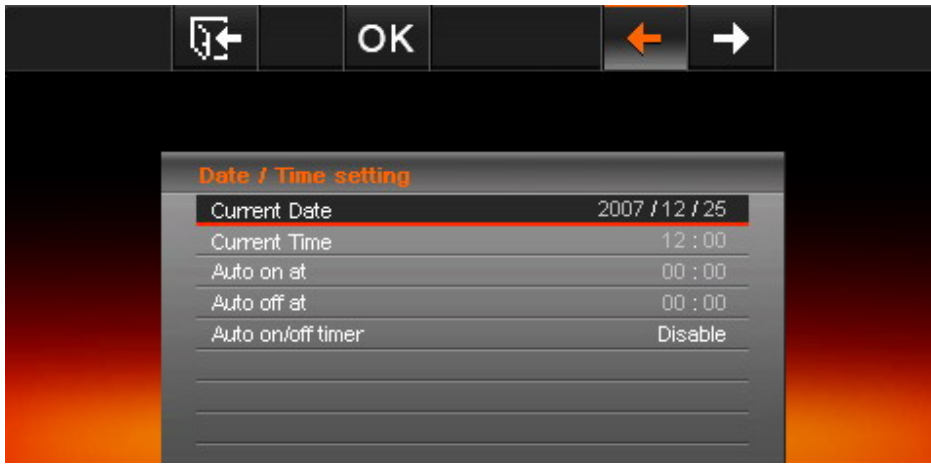 OK
Date / Time setting
Current Date 2007 / 12 / 25
Current Time 12 : 00
Auto on at 00 : 00
Auto off at 00 : 00
Auto on/off timer Disable